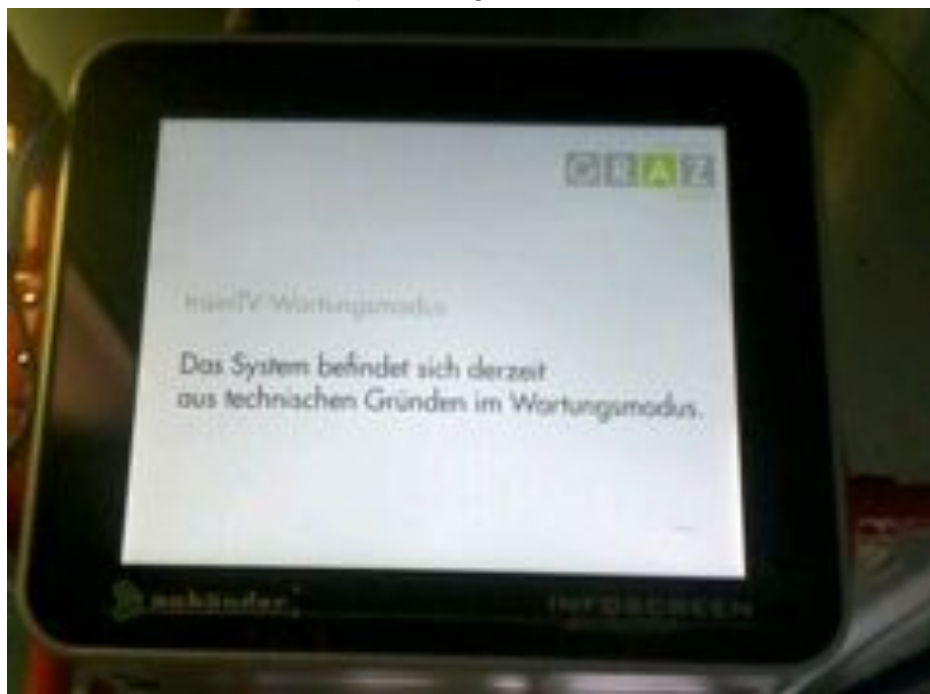 GRAZ
Wartungsmodus
Das System befindet sich derzeit
aus technischen Gründen im Wartungsmodus.
INFOSCREEN